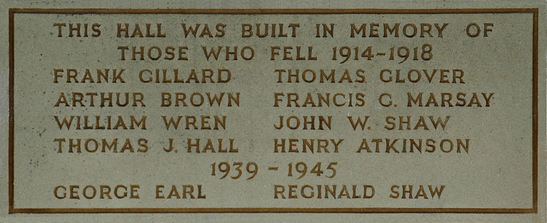 THIS HALL WAS BUILT IN MEMORY OF
THOSE WHO FELL 1914-1918
FRANK GILLARD THOMAS GLOVER
ARTHUR BROWN FRANCIS G. MARSAY
WILLIAM WREN JOHN W. SHAW
THOMAS J. HALL HENRY ATKINSON
1939 - 1945
GEORGE EARL REGINALD SHAW